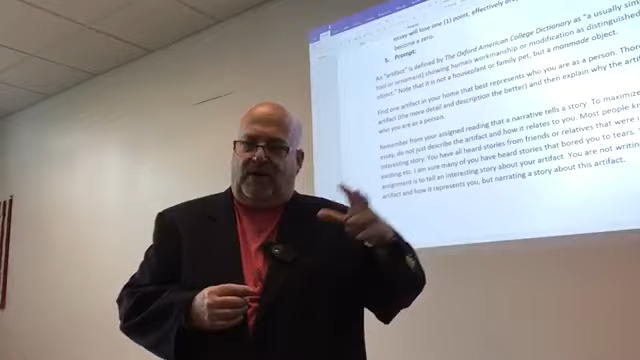 essay will lose one (1) point, effectively
become a zero.
5. Prompt:
An "artifact" is defined by The Oxford American College Dictionary as "a usually
tool or ornament) showing human workmanship or modification as distinguished
object." Note that it is not a houseplant or family pet, but a manmade object.
Find one artifact in your home that best represents who you are as a person.
artifact (the more detail and description the better) and then explain why the
who you are as a person.
Remember from your assigned reading that a narrative tells a story. To maximize
essay, do not just describe the artifact and how it relates to you. Most people
interesting story. You have all heard stories from friends or relatives that were
exciting etc. I am sure many of you have heard stories that bored you to tears.
assignment is to tell an interesting story about your artifact. You are not
artifact and how it represents you, but narrating a story about this artifact.